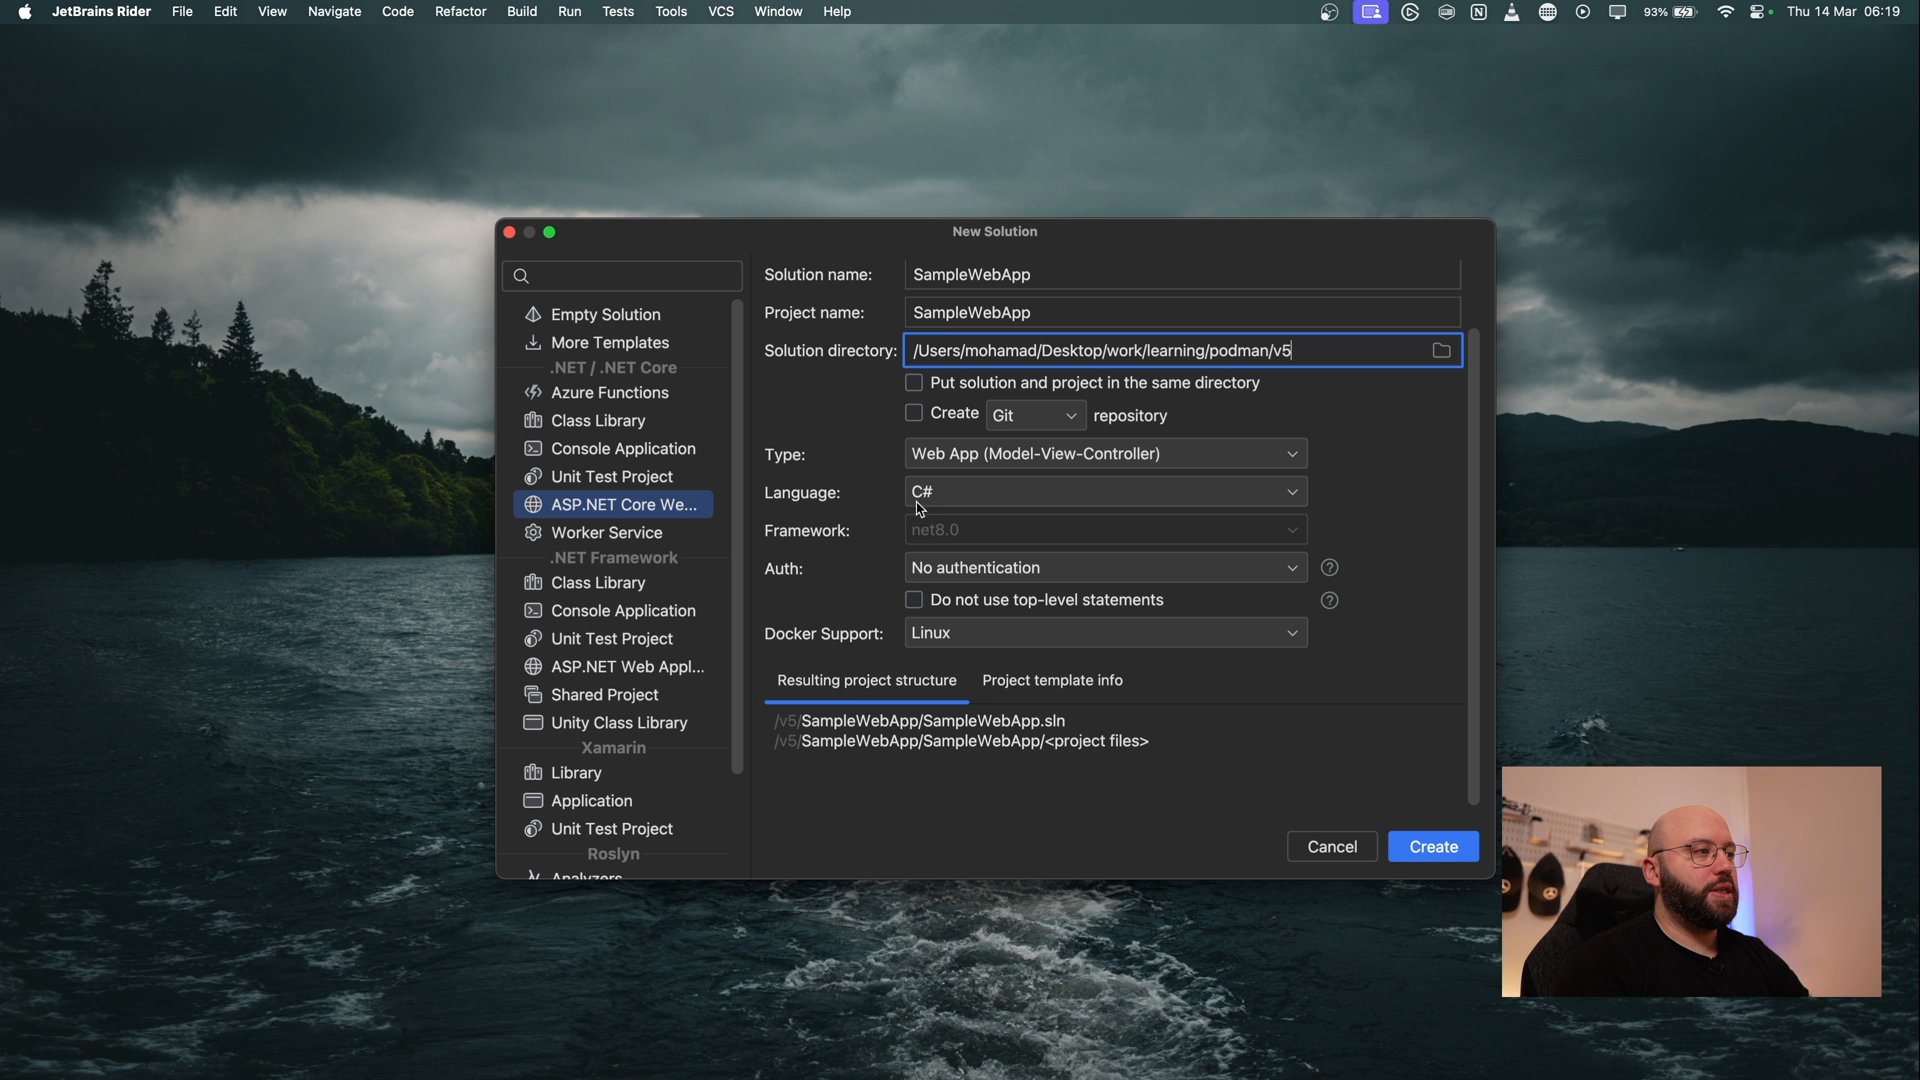 JetBrains Rider File Edit View Navigate Code Refactor Build Run Tests Tools VCS Window Help 93% Thu 14 Mar 06:19
New Solution
Empty Solution
More Templates
.NET / .NET Core
Azure Functions
Class Library
Console Application
Unit Test Project
ASP.NET Core We...
Worker Service
.NET Framework
Class Library
Console Application
Unit Test Project
ASP.NET Web Appl...
Shared Project
Unity Class Library
Xamarin
Library
Application
Unit Test Project
Roslyn
Analyzers
Solution name: SampleWebApp
Project name: SampleWebApp
Solution directory: /Users/mohamad/Desktop/work/learning/podman/v5
Put solution and project in the same directory
Create Git repository
Type: Web App (Model-View-Controller)
Language: C#
Framework: net8.0
Auth: No authentication ?
Do not use top-level statements ?
Docker Support: Linux
Resulting project structure Project template info
/v5/SampleWebApp/SampleWebApp.sln
/v5/SampleWebApp/SampleWebApp/<project files>
Cancel Create